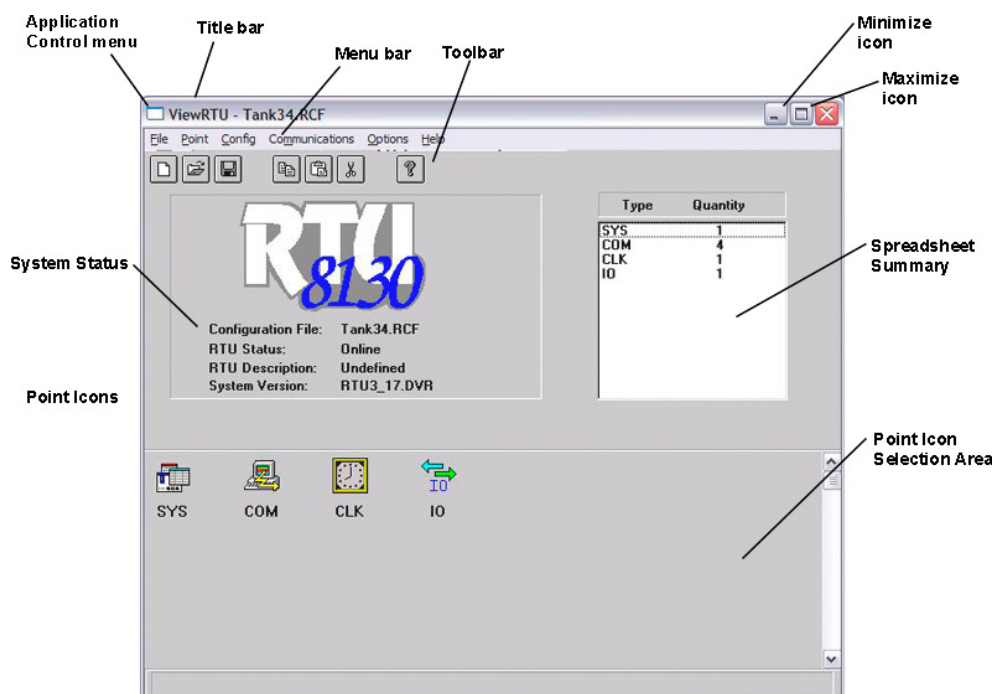 Application
Control menu
Title bar
Menu bar
Toolbar
Minimize
icon
Maximize
icon
ViewRTU - Tank34.RCF
File Point Config Communications Options Help
RTU
8130
Type Quantity
SYS 1
COM 4
CLK 1
IO 1
System Status
Spreadsheet
Summary
Configuration File: Tank34.RCF
RTU Status: Online
RTU Description: Undefined
System Version: RTU3_17.DVR
Point Icons
Point Icon
Selection Area
IO
SYS COM CLK IO